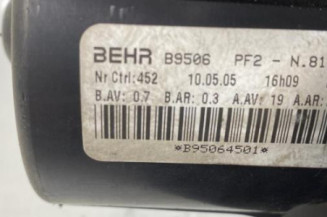 BEHR B9506 PF2 - N.81
Nr Ctrl:452 10.05.05 16h09
B.AV: 0.7 B.AR: 0.3 A.AV: 19 A.AR:
*B95064501*